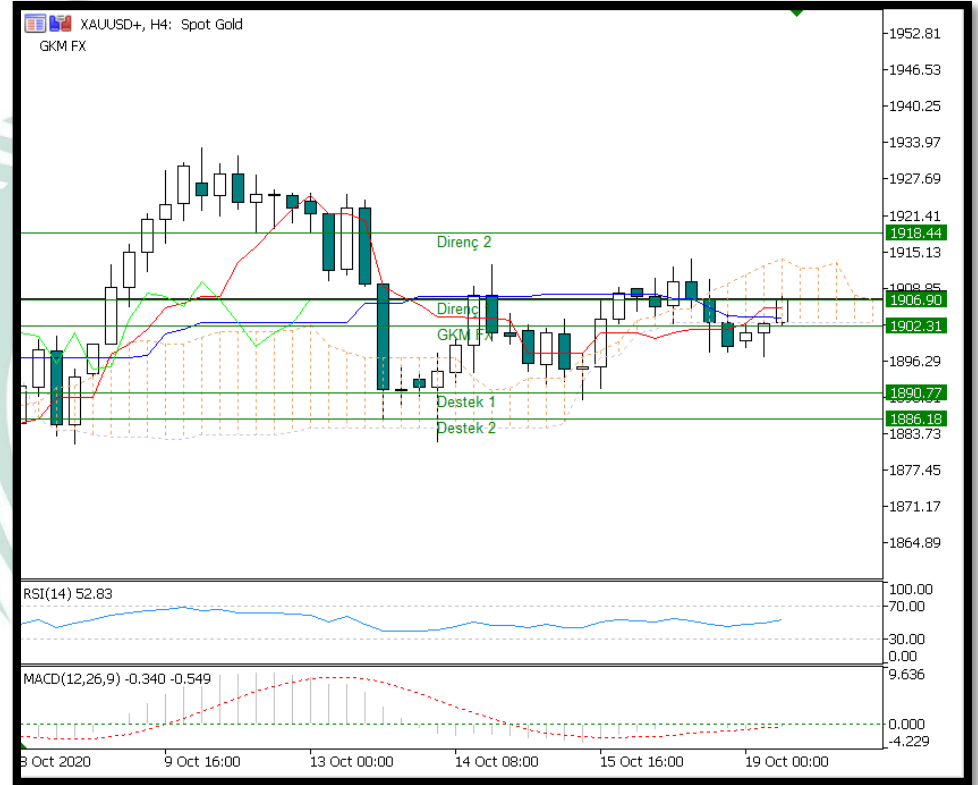 XAUUSD+, H4: Spot Gold
GKM FX
1952.81
1946.53
1940.25
1933.97
1927.69
1921.41
1918.44
Direnç 2
1915.13
1908.85
1906.90
Direnç
1902.31
GKM FX
1896.29
1890.77
Destek 1
1886.18
Destek 2
1883.73
1877.45
1871.17
1864.89
RSI(14) 52.83
100.00
70.00
30.00
0.00
MACD(12,26,9) -0.340 -0.549
9.636
0.000
-4.229
8 Oct 2020 9 Oct 16:00 13 Oct 00:00 14 Oct 08:00 15 Oct 16:00 19 Oct 00:00